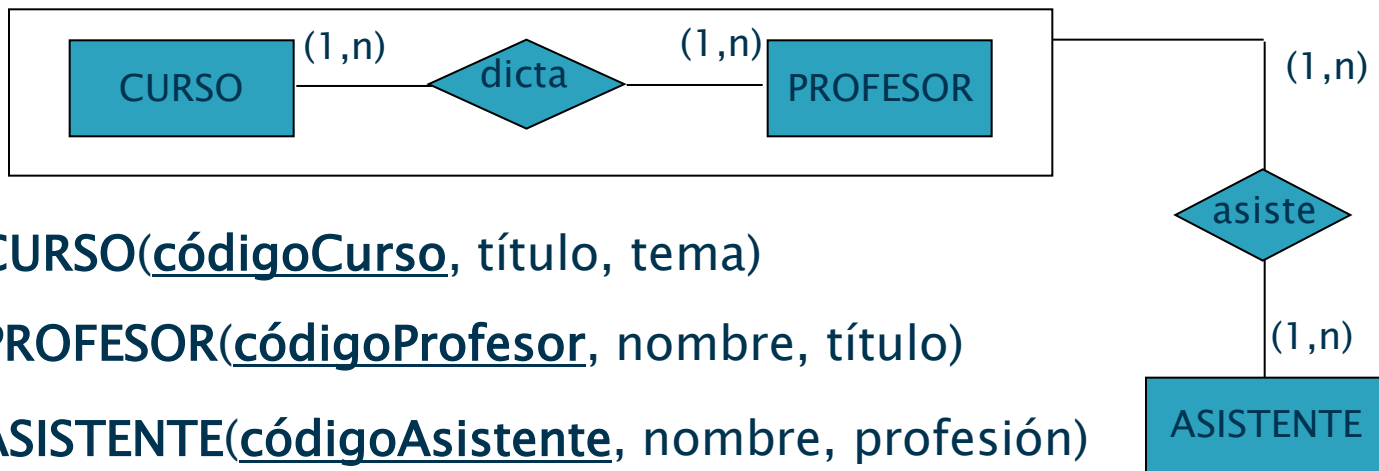 (1,n)
(1,n)
CURSO
dicta
PROFESOR
(1,n)
asiste
CURSO(códigoCurso, título, tema)
PROFESOR(códigoProfesor, nombre, título)
(1,n)
ASISTENTE(códigoAsistente, nombre, profesión)
ASISTENTE